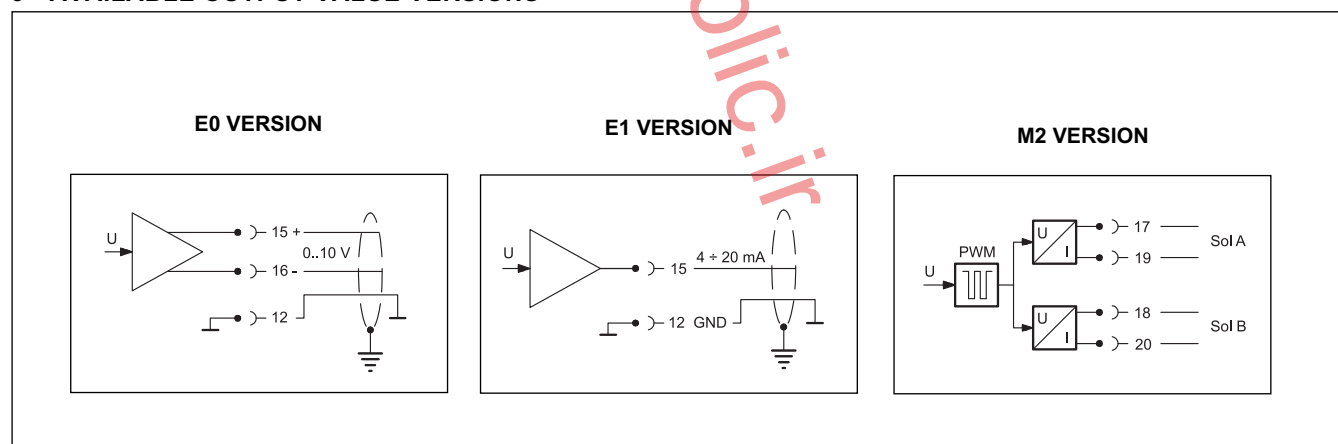 E0 VERSION
E1 VERSION
M2 VERSION
U
15 +
0..10 V
16 -
12
U
15
4 ÷ 20 mA
12 GND
U
PWM
U
I
17
19
Sol A
U
I
18
20
Sol B
blic.ir